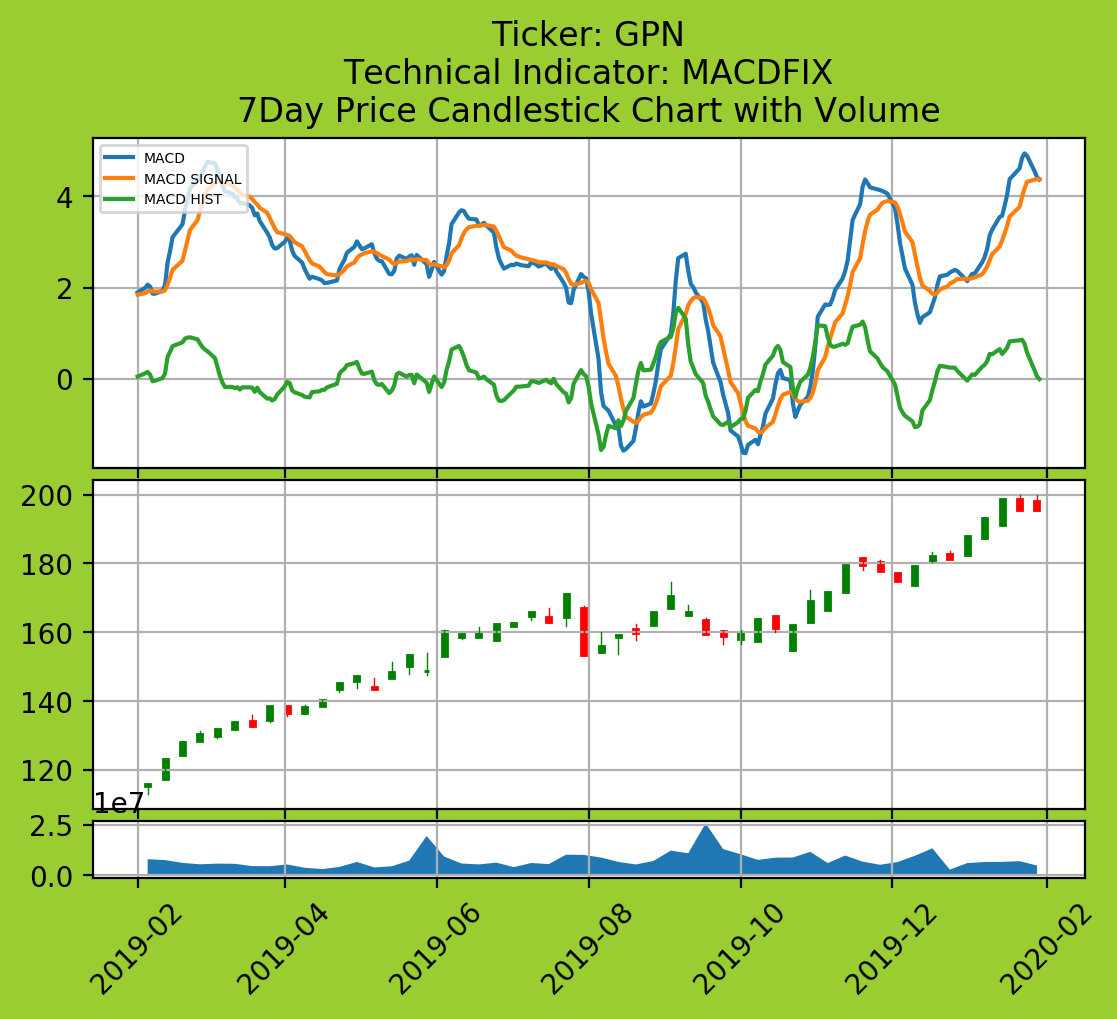 Ticker: GPN
Technical Indicator: MACDFIX
7Day Price Candlestick Chart with Volume
MACD
MACD SIGNAL
MACD HIST
4
2
0
200
180
160
140
120
1e7
2.5
0.0
2019-02
2019-04
2019-06
2019-08
2019-10
2019-12
2020-02